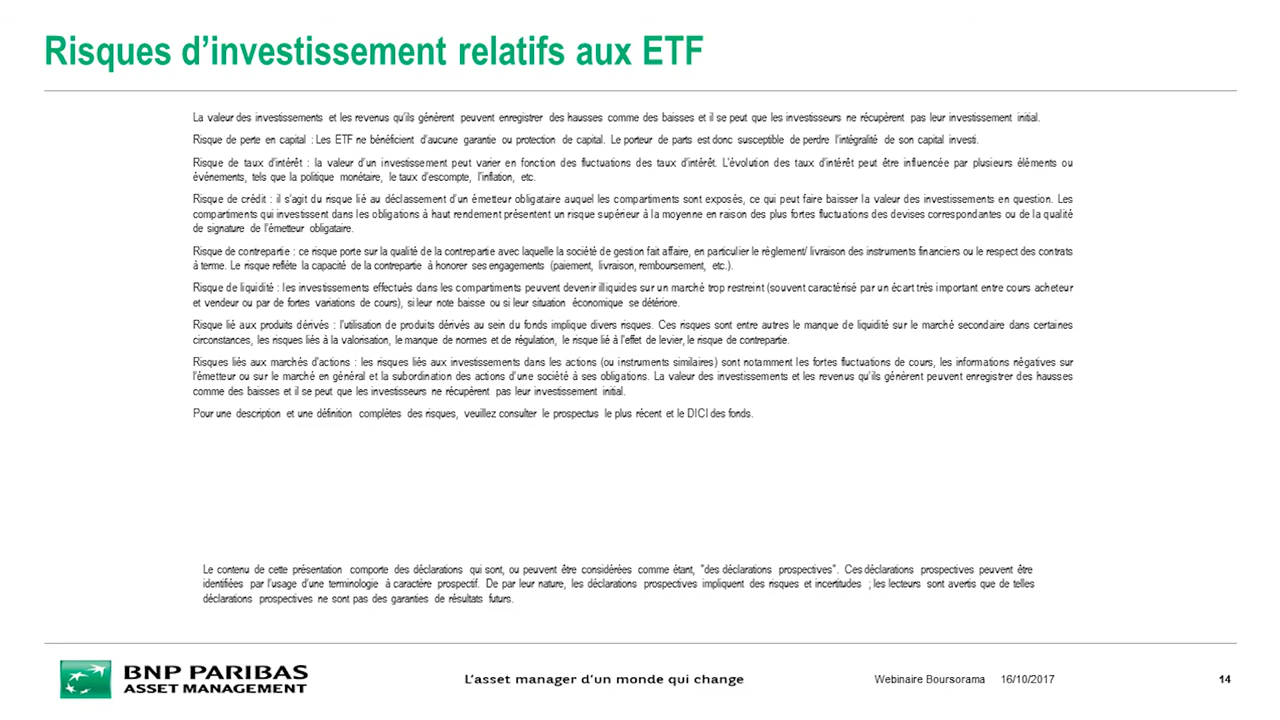 Risques d'investissement relatifs aux ETF
La valeur des investissements et les revenus qu'ils génèrent peuvent enregistrer des hausses comme des baisses et il se peut que les investisseurs ne récupèrent pas leur investissement initial.
Risque de perte en capital : Les ETF ne bénéficient d'aucune garantie ou protection de capital. Le porteur de parts est donc susceptible de perdre l'intégralité de son capital investi.
Risque de taux d'intérêt : la valeur d'un investissement peut varier en fonction des fluctuations des taux d'intérêt. L'évolution des taux d'intérêt peut être influencée par plusieurs éléments ou
événements, tels que la politique monétaire, le taux d'escompte, l'inflation, etc.
Risque de crédit : il s'agit du risque lié au déclassement d'un émetteur obligataire auquel les compartiments sont exposés, ce qui peut faire baisser la valeur des investissements en question. Les
compartiments qui investissent dans les obligations à haut rendement présentent un risque supérieur à la moyenne en raison des plus fortes fluctuations des devises correspondantes ou de la qualité
de signature de l'émetteur obligataire.
Risque de contrepartie : ce risque porte sur la qualité de la contrepartie avec laquelle la société de gestion fait affaire, en particulier le règlement/ livraison des instruments financiers ou le respect des contrats
à terme. Le risque reflète la capacité de la contrepartie à honorer ses engagements (paiement, livraison, remboursement, etc.).
Risque de liquidité : les investissements effectués dans les compartiments peuvent devenir illiquides sur un marché trop restreint (souvent caractérisé par un écart très important entre cours acheteur
et vendeur ou par de fortes variations de cours), si leur note baisse ou si leur situation économique se détériore.
Risque lié aux produits dérivés : l'utilisation de produits dérivés au sein du fonds implique divers risques. Ces risques sont entre autres le manque de liquidité sur le marché secondaire dans certaines
circonstances, les risques liés à la valorisation, le manque de normes et de régulation, le risque lié à l'effet de levier, le risque de contrepartie.
Risques liés aux marchés d'actions : les risques liés aux investissements dans les actions (ou instruments similaires) sont notamment les fortes fluctuations de cours, les informations négatives sur
l'émetteur ou sur le marché en général et la subordination des actions d'une société à ses obligations. La valeur des investissements et les revenus qu'ils génèrent peuvent enregistrer des hausses
comme des baisses et il se peut que les investisseurs ne récupèrent pas leur investissement initial.
Pour une description et une définition complètes des risques, veuillez consulter le prospectus le plus récent et le DICI des fonds.
Le contenu de cette présentation comporte des déclarations qui sont, ou peuvent être considérées comme étant, "des déclarations prospectives". Ces déclarations prospectives peuvent être
identifiées par l'usage d'une terminologie à caractère prospectif. De par leur nature, les déclarations prospectives impliquent des risques et incertitudes ; les lecteurs sont avertis que de telles
déclarations prospectives ne sont pas des garanties de résultats futurs.
BNP PARIBAS
ASSET MANAGEMENT
L'asset manager d'un monde qui change
Webinaire Boursorama 16/10/2017
14